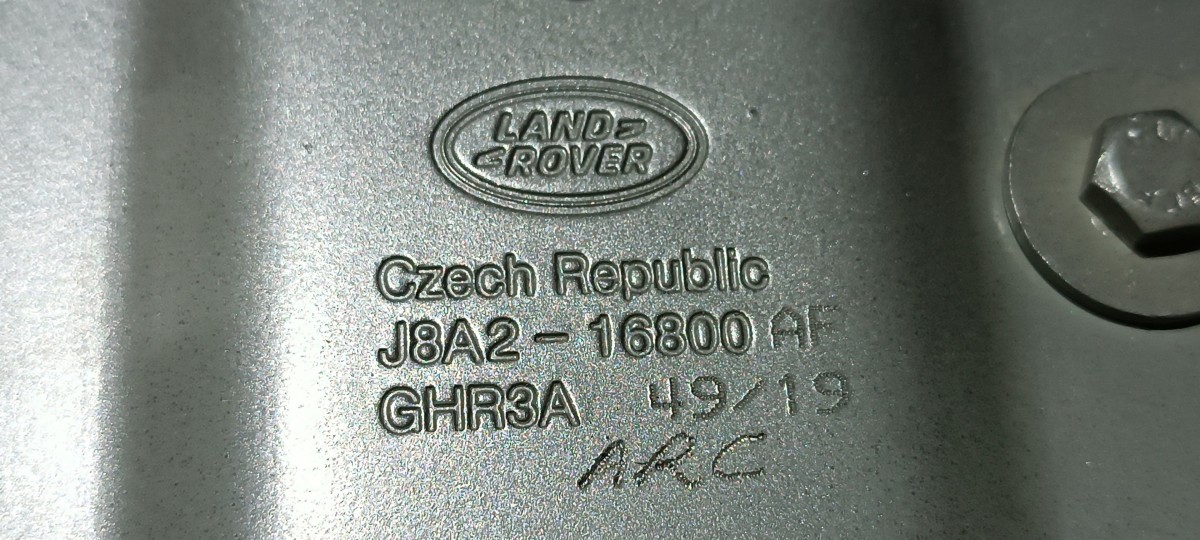 LAND
ROVER
Czech Republic
J8A2-16800 AF
GHR3A 49/19
ARC